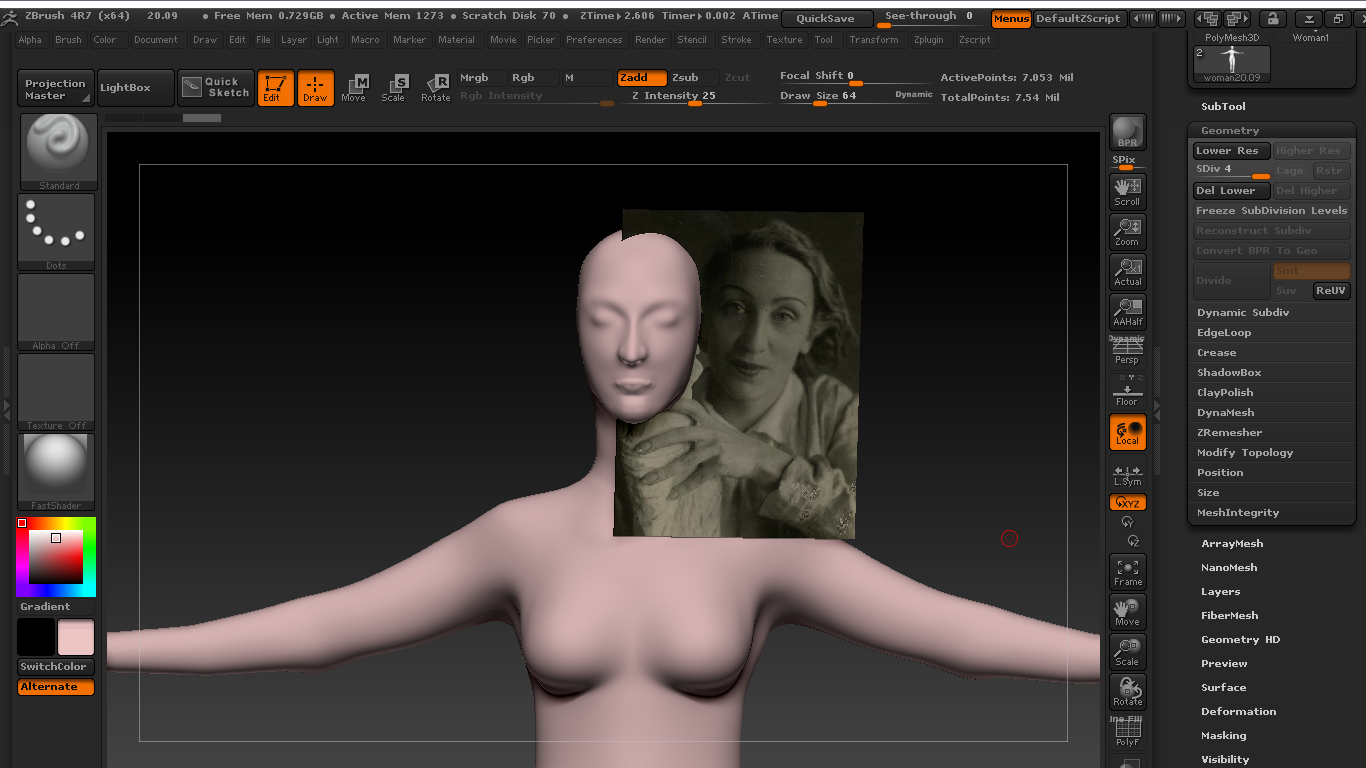 ZBrush 4R7 (x64) 20.09 • Free Mem 0.729GB • Active Mem 1273 • Scratch Disk 70 • ZTime▸2.606 Timer▸0.002 ATime QuickSave See-through 0 Menus DefaultZScript
Alpha Brush Color Document Draw Edit File Layer Light Macro Marker Material Movie Picker Preferences Render Stencil Stroke Texture Tool Transform Zplugin Zscript
PolyMesh3D Woman1
2
woman20.09
Projection Master
LightBox
Quick Sketch
Edit Draw Move Scale Rotate
Mrgb Rgb M Zadd Zsub Zcut
Rgb Intensity Z Intensity 25
Focal Shift 0
Draw Size 64 Dynamic
ActivePoints: 7.053 Mil
TotalPoints: 7.54 Mil
Standard
Dots
Alpha Off
Texture Off
FastShader
Gradient
SwitchColor
Alternate
BPR
SPix
Scroll
Zoom
Actual
AAHalf
Dynamic
Persp
Floor
Local
L.Sym
XYZ
Y
Z
Frame
Move
Scale
Rotate
Line Fill
PolyF
SubTool
Geometry
Lower Res Higher Res
SDiv 4 Cage Rstr
Del Lower Del Higher
Freeze SubDivision Levels
Reconstruct Subdiv
Convert BPR To Geo
Divide Smt
Suv ReUV
Dynamic Subdiv
EdgeLoop
Crease
ShadowBox
ClayPolish
DynaMesh
ZRemesher
Modify Topology
Position
Size
MeshIntegrity
ArrayMesh
NanoMesh
Layers
FiberMesh
Geometry HD
Preview
Surface
Deformation
Masking
Visibility